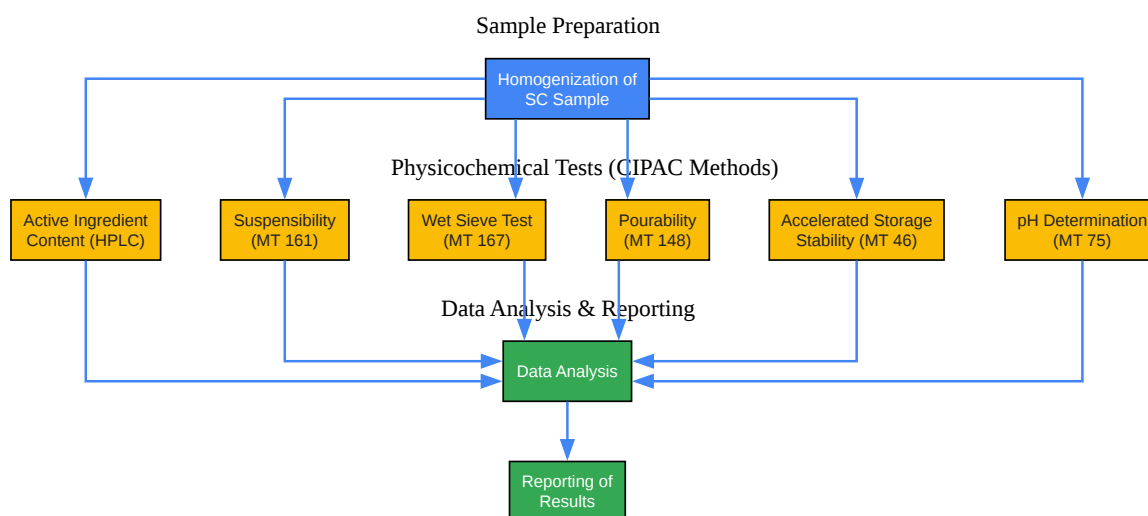 Sample Preparation
Homogenization of
SC Sample
Physicochemical Tests (CIPAC Methods)
Active Ingredient
Content (HPLC)
Suspensibility
(MT 161)
Wet Sieve Test
(MT 167)
Pourability
(MT 148)
Accelerated Storage
Stability (MT 46)
pH Determination
(MT 75)
Data Analysis & Reporting
Data Analysis
Reporting of
Results